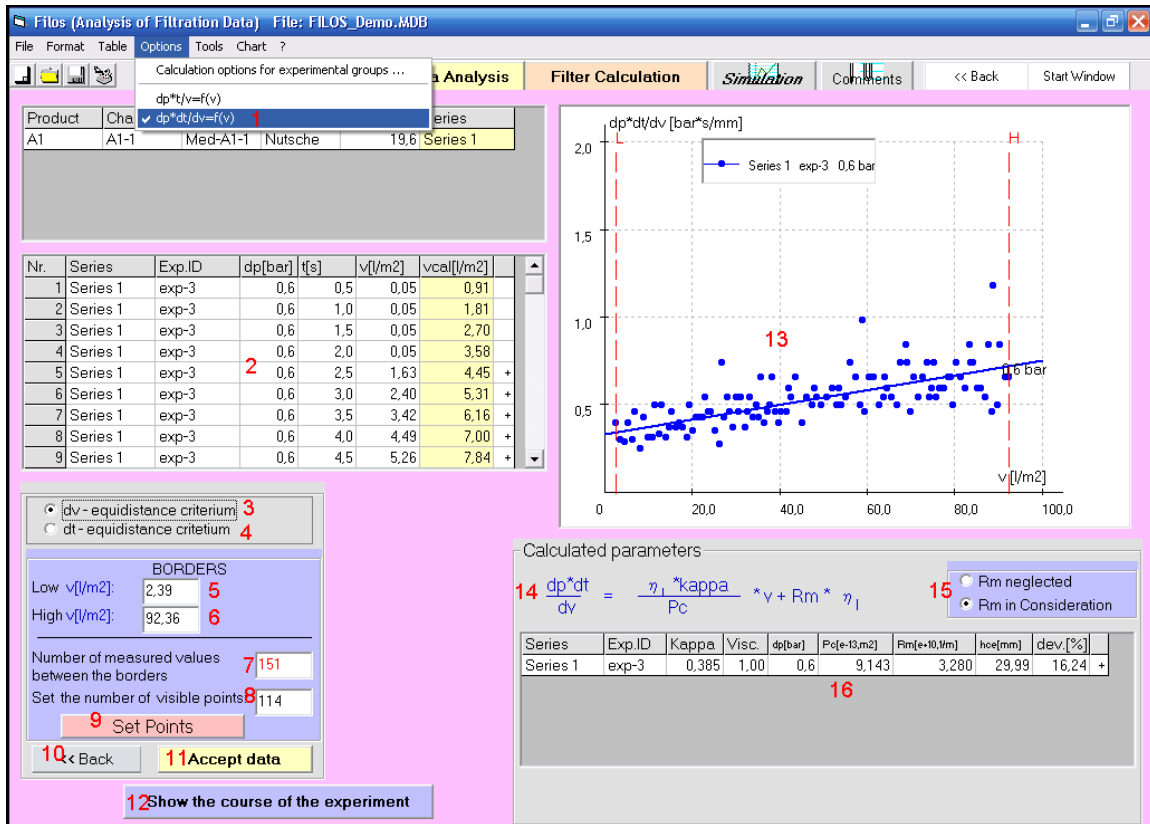 Filos (Analysis of Filtration Data) File: FILOS_Demo.MDB
File Format Table Options Tools Chart ?
Calculation options for experimental groups ...
dp*t/v=f(v)
dp*dt/dv=f(v) 1
a Analysis Filter Calculation Simulation Comments << Back Start Window
Product Cha eries
A1 A1-1 Med-A1-1 Nutsche 19,6 Series 1
Nr. Series Exp.ID dp[bar] t[s] v[l/m2] vcal[l/m2]
1 Series 1 exp-3 0,6 0,5 0,05 0,91
2 Series 1 exp-3 0,6 1,0 0,05 1,81
3 Series 1 exp-3 0,6 1,5 0,05 2,70
4 Series 1 exp-3 0,6 2,0 0,05 3,58
2
5 Series 1 exp-3 0,6 2,5 1,63 4,45 +
6 Series 1 exp-3 0,6 3,0 2,40 5,31 +
7 Series 1 exp-3 0,6 3,5 3,42 6,16 +
8 Series 1 exp-3 0,6 4,0 4,49 7,00 +
9 Series 1 exp-3 0,6 4,5 5,26 7,84 +
dp*dt/dv [bar*s/mm]
L H
2,0
Series 1 exp-3 0,6 bar
1,5
1,0
13
0,6 bar
0,5
v [l/m2]
0 20,0 40,0 60,0 80,0 100,0
dv - equidistance criterium 3
dt - equidistance critetium 4
BORDERS
Low v[l/m2]: 2,39 5
High v[l/m2]: 92,36 6
Number of measured values
between the borders 7 151
Set the number of visible points 8 114
9 Set Points
10 << Back 11 Accept data
12 Show the course of the experiment
Calculated parameters
14 dp*dt/dv = η_l *kappa/Pc *v + Rm * η_l
15 Rm neglected
Rm in Consideration
Series Exp.ID Kappa Visc. dp[bar] Pc[e-13,m2] Rm[e+10,1/m] hce[mm] dev.[%]
Series 1 exp-3 0,385 1,00 0,6 9,143 3,280 29,99 16,24 +
16